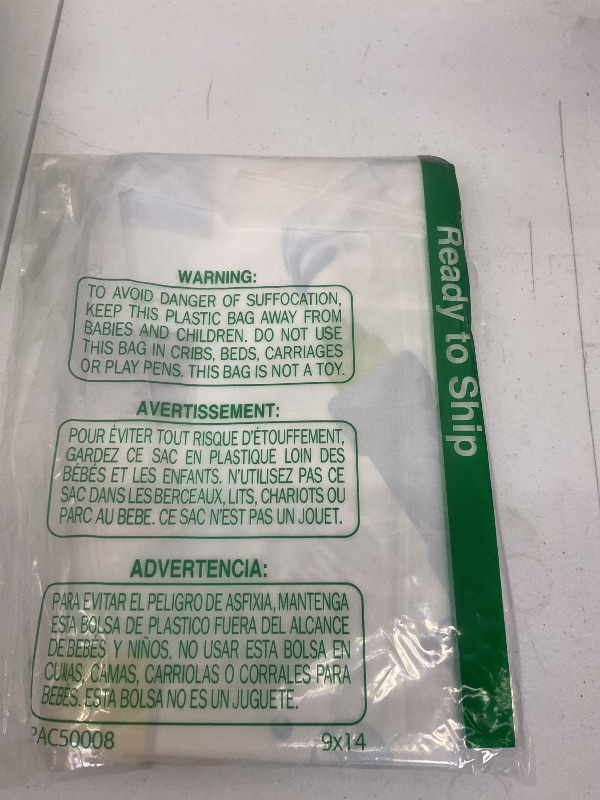 WARNING:
TO AVOID DANGER OF SUFFOCATION,
KEEP THIS PLASTIC BAG AWAY FROM
BABIES AND CHILDREN. DO NOT USE
THIS BAG IN CRIBS, BEDS, CARRIAGES
OR PLAY PENS. THIS BAG IS NOT A TOY.
AVERTISSEMENT:
POUR ÉVITER TOUT RISQUE D'ÉTOUFFEMENT,
GARDEZ CE SAC EN PLASTIQUE LOIN DES
BÉBÉS ET LES ENFANTS. N'UTILISEZ PAS CE
SAC DANS LES BERCEAUX, LITS, CHARIOTS OU
PARC AU BEBE. CE SAC N'EST PAS UN JOUET.
ADVERTENCIA:
PARA EVITAR EL PELIGRO DE ASFIXIA, MANTENGA
ESTA BOLSA DE PLASTICO FUERA DEL ALCANCE
DE BEBÉS Y NIÑOS. NO USAR ESTA BOLSA EN
CUNAS, CAMAS, CARRIOLAS O CORRALES PARA
BEBÉS. ESTA BOLSA NO ES UN JUGUETE.
PAC50008 9x14
Ready to Ship